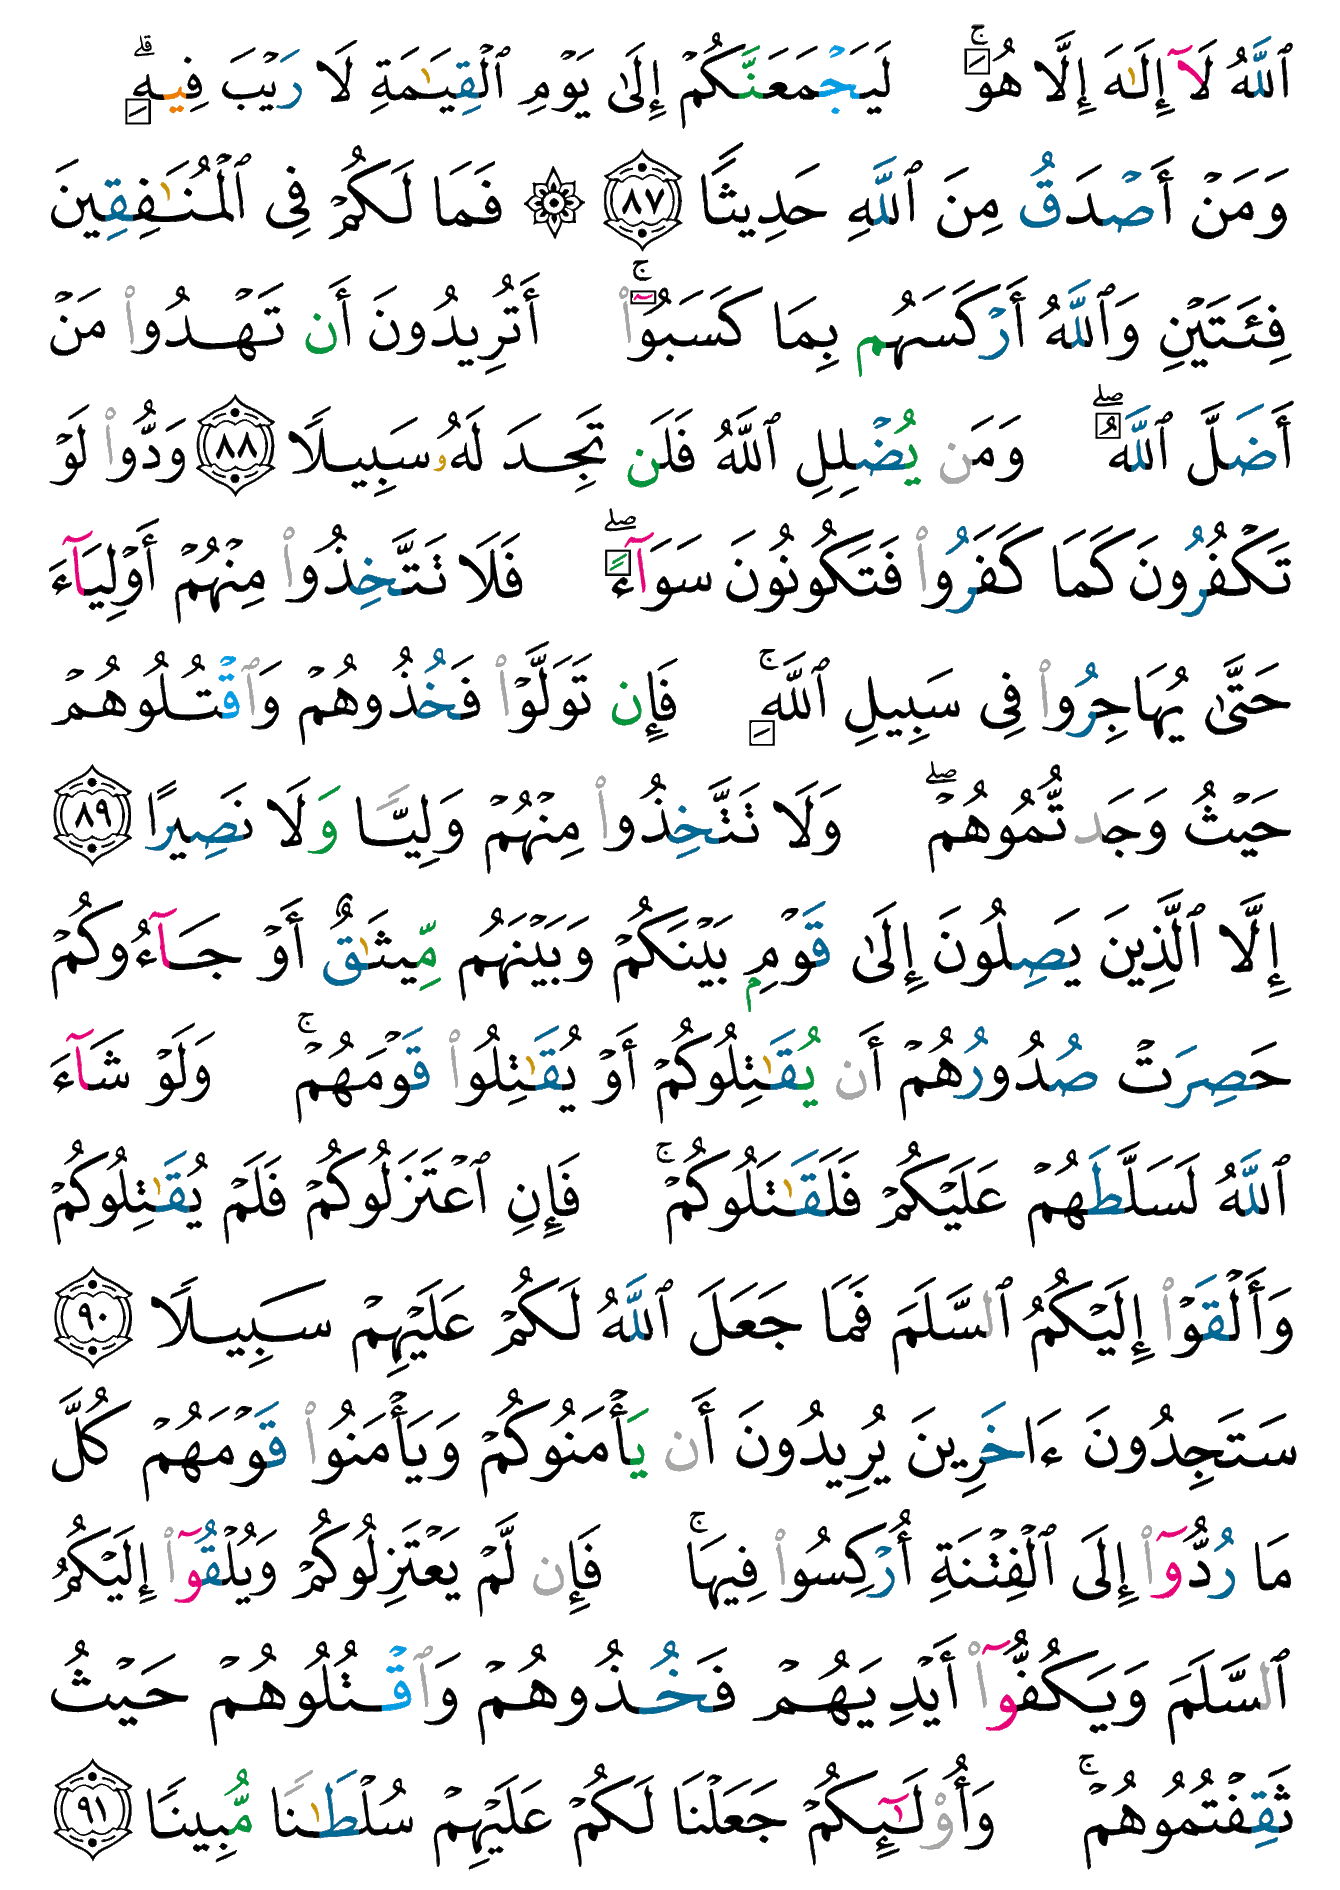 ٱللَّهُ لَآ إِلَـٰهَ إِلَّا هُوَ ۚ لَيَجۡمَعَنَّكُمۡ إِلَىٰ يَوۡمِ ٱلۡقِيَـٰمَةِ لَا رَيۡبَ فِيهِ ۗ
وَمَنۡ أَصۡدَقُ مِنَ ٱللَّهِ حَدِيثًا ٨٧ ۞ فَمَا لَكُمۡ فِى ٱلۡمُنَـٰفِقِينَ
فِئَتَيۡنِ وَٱللَّهُ أَرۡكَسَهُم بِمَا كَسَبُوٓا۟ ۚ أَتُرِيدُونَ أَن تَهۡدُوا۟ مَنۡ
أَضَلَّ ٱللَّهُ ۖ وَمَن يُضۡلِلِ ٱللَّهُ فَلَن تَجِدَ لَهُۥ سَبِيلًا ٨٨ وَدُّوا۟ لَوۡ
تَكۡفُرُونَ كَمَا كَفَرُوا۟ فَتَكُونُونَ سَوَآءً ۖ فَلَا تَتَّخِذُوا۟ مِنۡهُمۡ أَوۡلِيَآءَ
حَتَّىٰ يُهَاجِرُوا۟ فِى سَبِيلِ ٱللَّهِ ۚ فَإِن تَوَلَّوۡا۟ فَخُذُوهُمۡ وَٱقۡتُلُوهُمۡ
حَيۡثُ وَجَدتُّمُوهُمۡ ۖ وَلَا تَتَّخِذُوا۟ مِنۡهُمۡ وَلِيًّا وَلَا نَصِيرًا ٨٩
إِلَّا ٱلَّذِينَ يَصِلُونَ إِلَىٰ قَوۡمِۭ بَيۡنَكُمۡ وَبَيۡنَهُم مِّيثَـٰقٌ أَوۡ جَآءُوكُمۡ
حَصِرَتۡ صُدُورُهُمۡ أَن يُقَـٰتِلُوكُمۡ أَوۡ يُقَـٰتِلُوا۟ قَوۡمَهُمۡ ۚ وَلَوۡ شَآءَ
ٱللَّهُ لَسَلَّطَهُمۡ عَلَيۡكُمۡ فَلَقَـٰتَلُوكُمۡ ۚ فَإِنِ ٱعۡتَزَلُوكُمۡ فَلَمۡ يُقَـٰتِلُوكُمۡ
وَأَلۡقَوۡا۟ إِلَيۡكُمُ ٱلسَّلَمَ فَمَا جَعَلَ ٱللَّهُ لَكُمۡ عَلَيۡهِمۡ سَبِيلًا ٩٠
سَتَجِدُونَ ءَاخَرِينَ يُرِيدُونَ أَن يَأۡمَنُوكُمۡ وَيَأۡمَنُوا۟ قَوۡمَهُمۡ كُلَّ
مَا رُدُّوٓا۟ إِلَى ٱلۡفِتۡنَةِ أُرۡكِسُوا۟ فِيهَا ۚ فَإِن لَّمۡ يَعۡتَزِلُوكُمۡ وَيُلۡقُوٓا۟ إِلَيۡكُمُ
ٱلسَّلَمَ وَيَكُفُّوٓا۟ أَيۡدِيَهُمۡ فَخُذُوهُمۡ وَٱقۡتُلُوهُمۡ حَيۡثُ
ثَقِفۡتُمُوهُمۡ ۚ وَأُو۟لَـٰٓئِكُمۡ جَعَلۡنَا لَكُمۡ عَلَيۡهِمۡ سُلۡطَـٰنًا مُّبِينًا ٩١